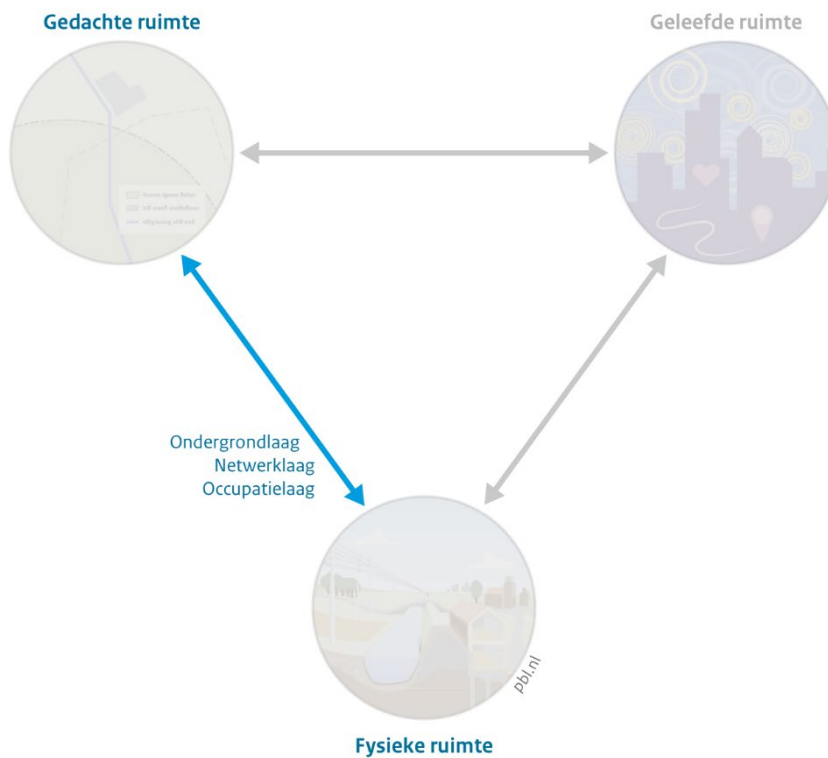 Gedachte ruimte
Geleefde ruimte
Ondergrondlaag
Netwerklaag
Occupatielaag
pbl.nl
Fysieke ruimte